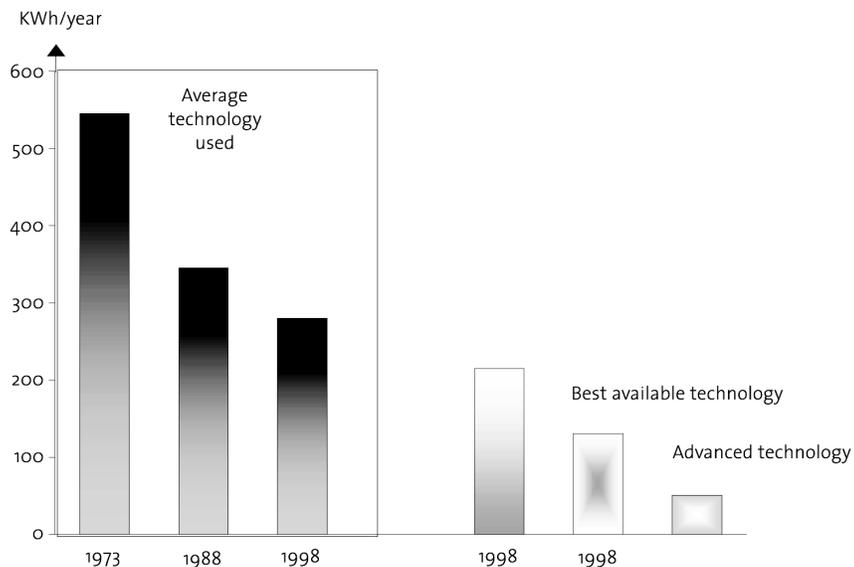 KWh/year
600
500
400
300
200
100
0
Average
technology
used
Best available technology
Advanced technology
1973
1988
1998
1998
1998